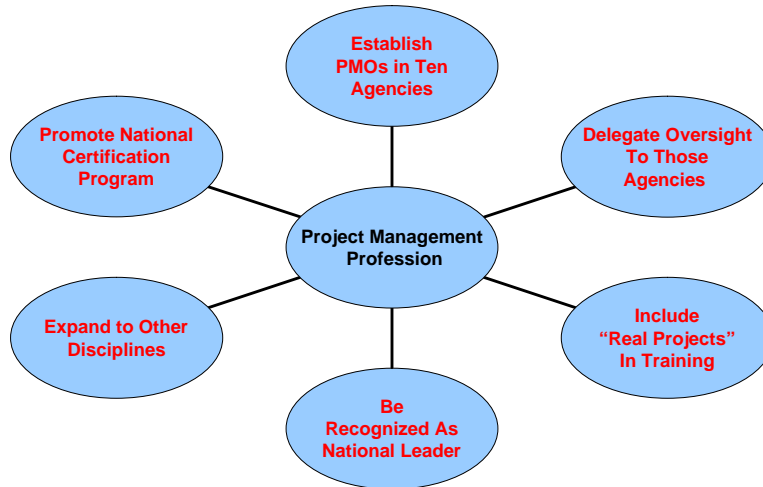 Establish
PMOs in Ten
Agencies
Promote National
Certification
Program
Delegate Oversight
To Those
Agencies
Project Management
Profession
Expand to Other
Disciplines
Include
“Real Projects”
In Training
Be
Recognized As
National Leader